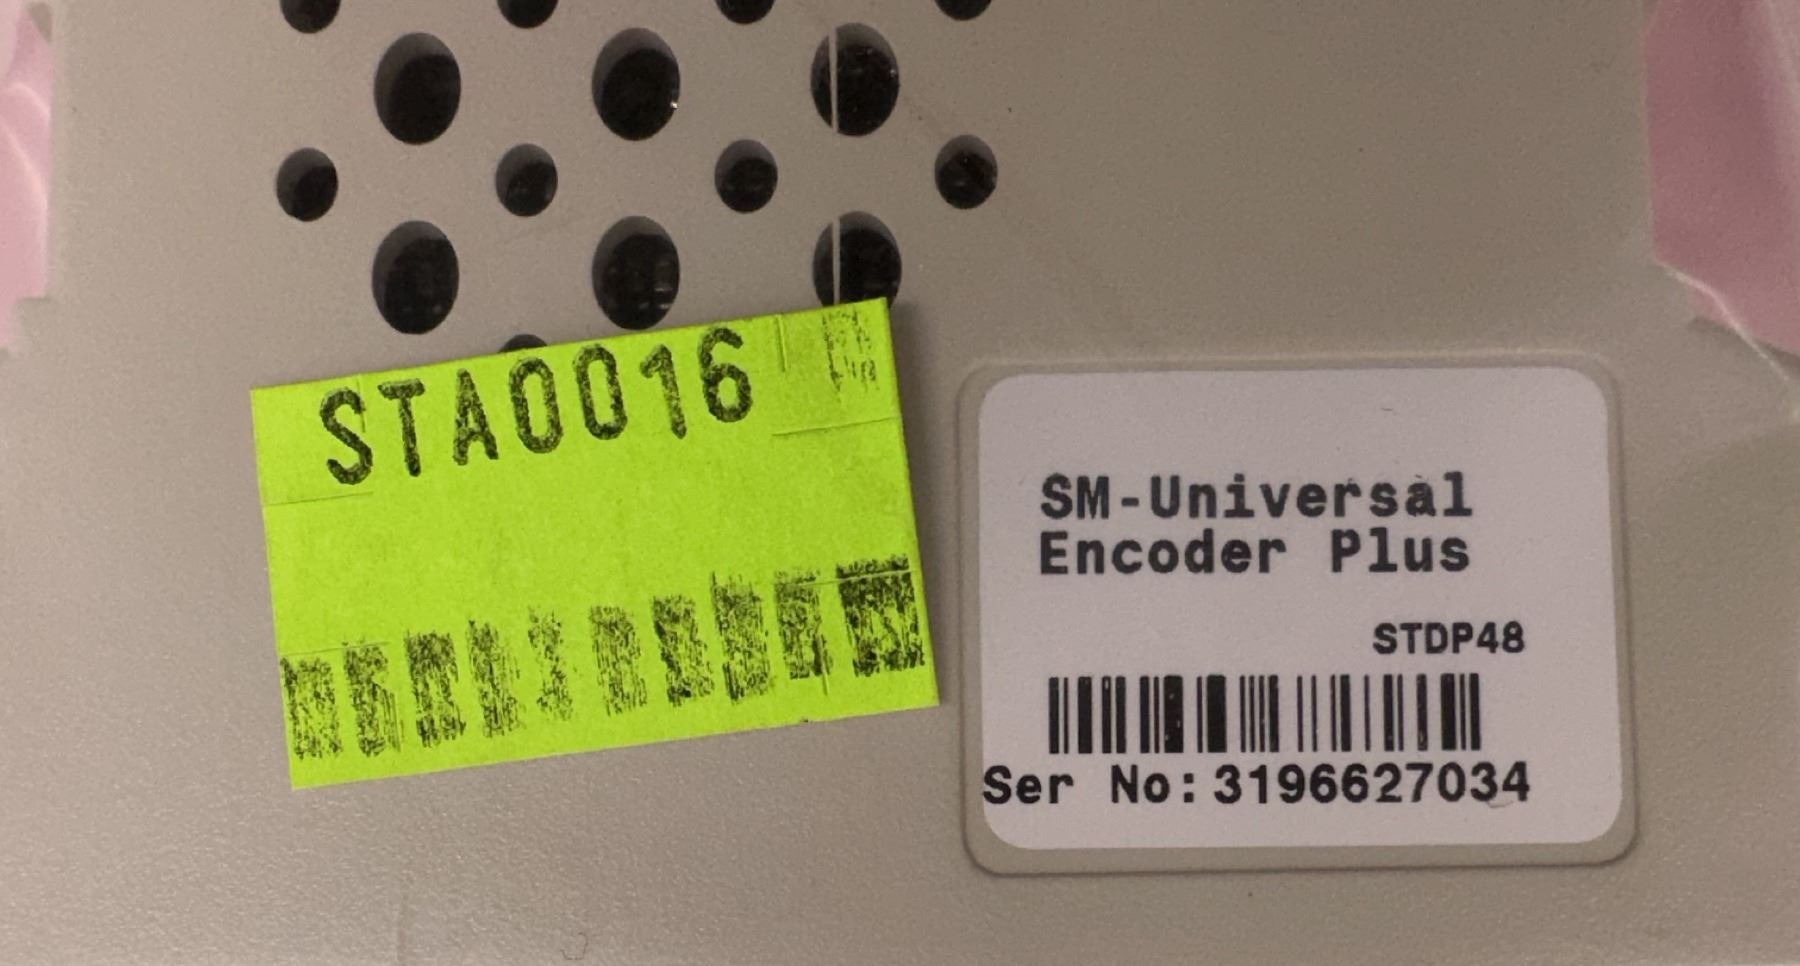 STA0016
SM-Universal
Encoder Plus
STDP48
Ser No:3196627034